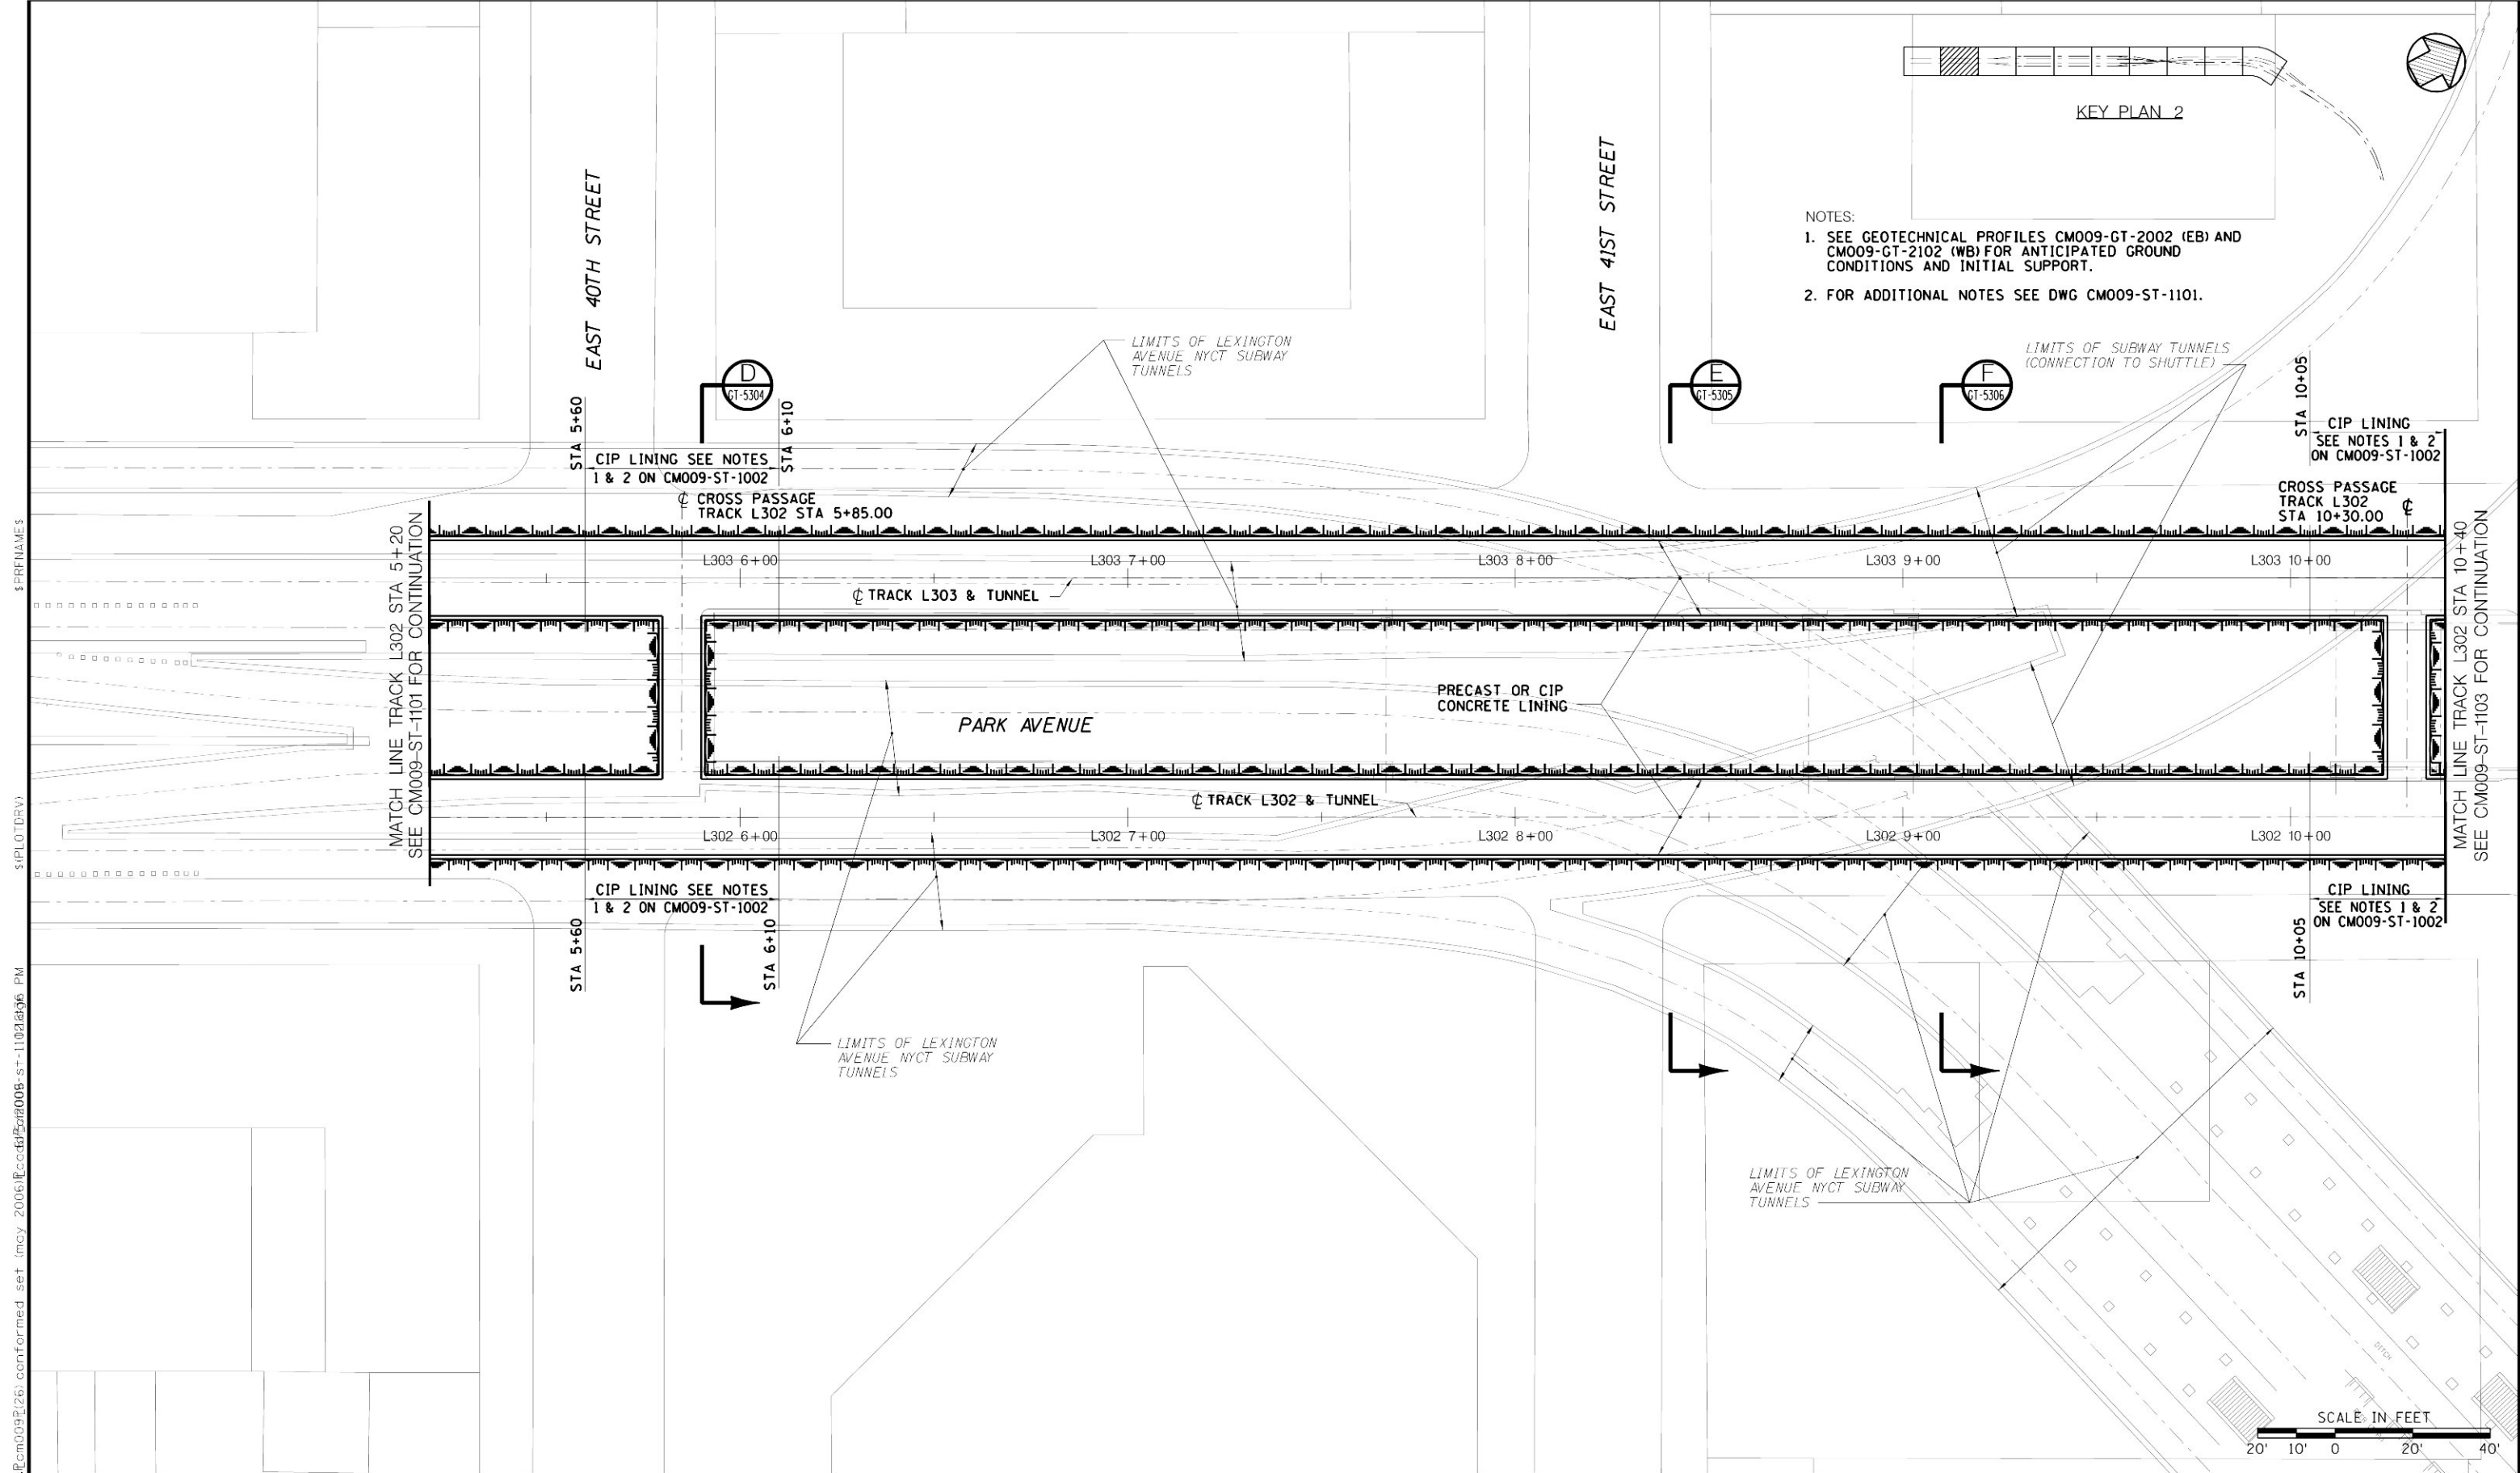 KEY PLAN 2
NOTES:
1. SEE GEOTECHNICAL PROFILES CM009-GT-2002 (EB) AND
CM009-GT-2102 (WB) FOR ANTICIPATED GROUND
CONDITIONS AND INITIAL SUPPORT.
2. FOR ADDITIONAL NOTES SEE DWG CM009-ST-1101.
EAST 40TH STREET
EAST 41ST STREET
LIMITS OF LEXINGTON
AVENUE NYCT SUBWAY
TUNNELS
LIMITS OF SUBWAY TUNNELS
(CONNECTION TO SHUTTLE)
D
GT-5304
E
GT-5305
F
GT-5306
STA 5+60
STA 6+10
STA 10+05
CIP LINING SEE NOTES
1 & 2 ON CM009-ST-1002
CIP LINING
SEE NOTES 1 & 2
ON CM009-ST-1002
℄ CROSS PASSAGE
TRACK L302 STA 5+85.00
CROSS PASSAGE
TRACK L302 ℄
STA 10+30.00
MATCH LINE TRACK L302 STA 5+20
SEE CM009-ST-1101 FOR CONTINUATION
L303 6+00
L303 7+00
L303 8+00
L303 9+00
L303 10+00
℄ TRACK L303 & TUNNEL
PRECAST OR CIP
CONCRETE LINING
PARK AVENUE
℄ TRACK L302 & TUNNEL
L302 6+00
L302 7+00
L302 8+00
L302 9+00
L302 10+00
MATCH LINE TRACK L302 STA 10+40
SEE CM009-ST-1103 FOR CONTINUATION
CIP LINING SEE NOTES
1 & 2 ON CM009-ST-1002
CIP LINING
SEE NOTES 1 & 2
ON CM009-ST-1002
STA 5+60
STA 6+10
STA 10+05
LIMITS OF LEXINGTON
AVENUE NYCT SUBWAY
TUNNELS
LIMITS OF LEXINGTON
AVENUE NYCT SUBWAY
TUNNELS
DITCH
SCALE IN FEET
20' 10' 0 20' 40'
$PRFNAME$
$(PLOTDRV)
conformed set (may 2006)
PM